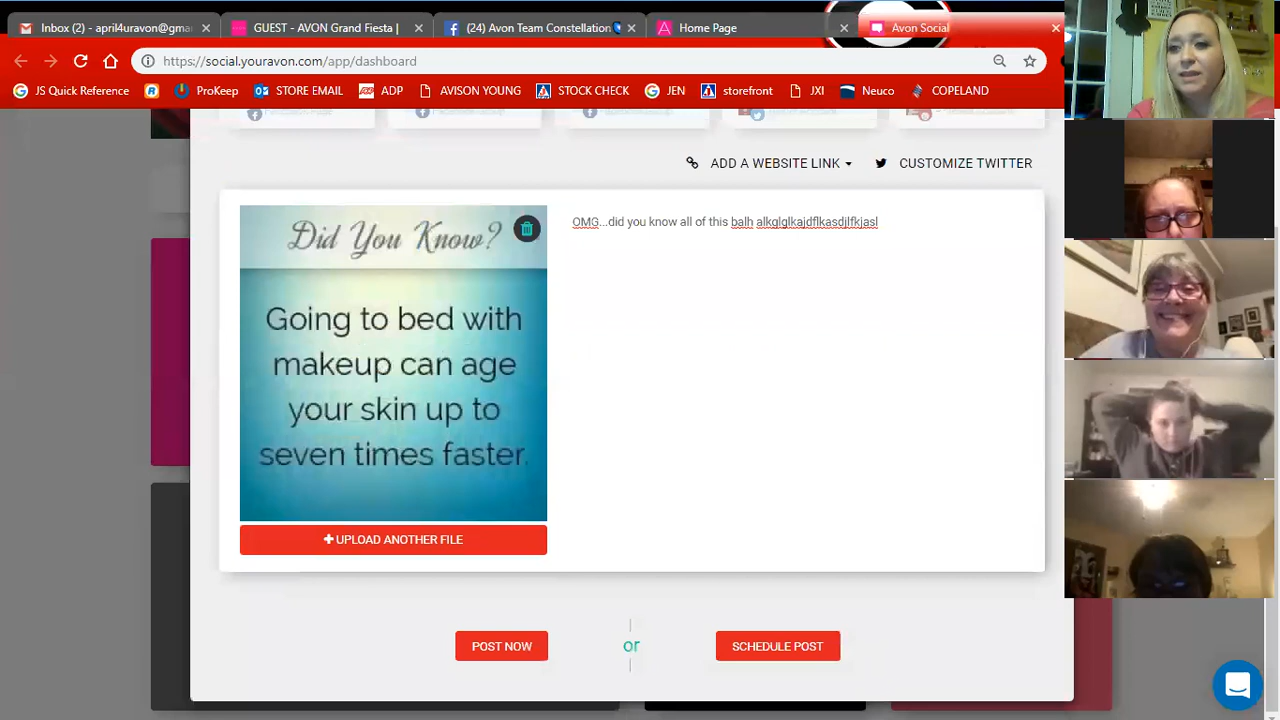 Inbox (2) - april4uravon@gma
GUEST - AVON Grand Fiesta |
(24) Avon Team Constellation
Home Page
Avon Social
https://social.youravon.com/app/dashboard
JS Quick Reference
ProKeep
STORE EMAIL
ADP
AVISON YOUNG
STOCK CHECK
JEN
storefront
JXI
Neuco
COPELAND
ADD A WEBSITE LINK
CUSTOMIZE TWITTER
Did You Know?
OMG...did you know all of this balh alkglglkajdflkasdjlfkjasl
Going to bed with
makeup can age
your skin up to
seven times faster.
UPLOAD ANOTHER FILE
POST NOW
or
SCHEDULE POST